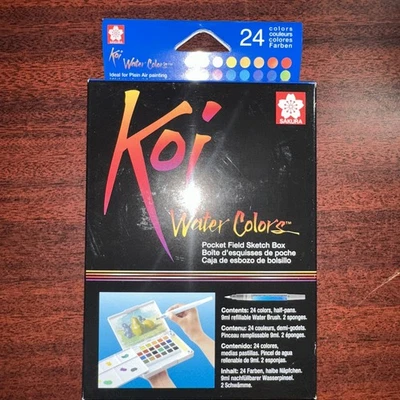 24 colors
couleurs
colores
Farben
Koi Water Colors™
Ideal for Plein Air painting
SAKURA
Koi
Water Colors™
Pocket Field Sketch Box
Boîte d'esquisses de poche
Caja de esbozo de bolsillo
Contents: 24 colors, half-pans.
9ml refillable Water Brush. 2 sponges.
Contenu: 24 couleurs, demi-godets.
Pinceau remplissable 9ml. 2 éponges.
Contenido: 24 colores,
medias pastillas. Pincel de agua
rellenable de 9ml. 2 esponjas.
Inhalt: 24 Farben, halbe Näpfchen.
9ml nachfüllbarer Wasserpinsel.
2 Schwämme.